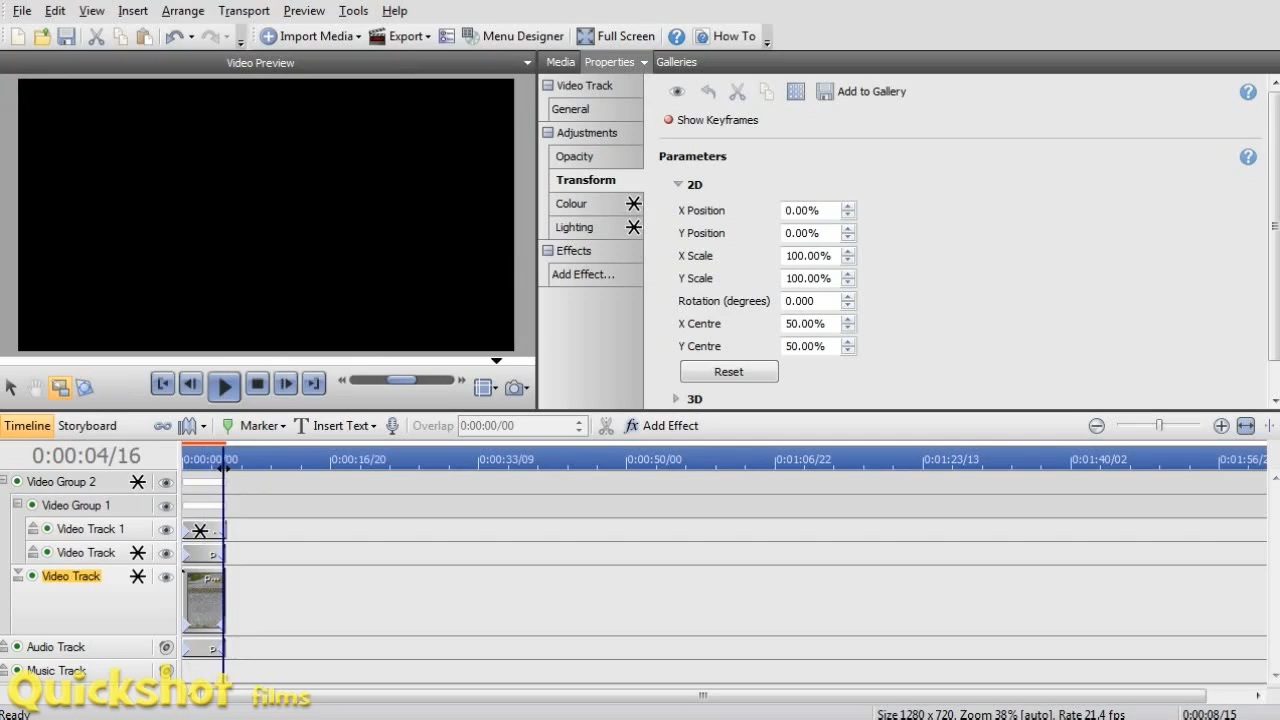 File Edit View Insert Arrange Transport Preview Tools Help
Import Media Export Menu Designer Full Screen How To
Video Preview
Media Properties Galleries
Video Track
General
Adjustments
Opacity
Transform
Colour
Lighting
Effects
Add Effect...
Add to Gallery
Show Keyframes
Parameters
2D
X Position 0.00%
Y Position 0.00%
X Scale 100.00%
Y Scale 100.00%
Rotation (degrees) 0.000
X Centre 50.00%
Y Centre 50.00%
Reset
3D
Timeline Storyboard Marker Insert Text Overlap 0:00:00/00 fx Add Effect
0:00:04/16
0:00:00/00 0:00:16/20 0:00:33/09 0:00:50/00 0:01:06/22 0:01:23/13 0:01:40/02 0:01:56/2
Video Group 2
Video Group 1
Video Track 1
Video Track
Video Track
Audio Track
Music Track
Quickshot films
Ready
Size 1280 x 720, Zoom 38% [auto], Rate 21.4 fps 0:00:08/15